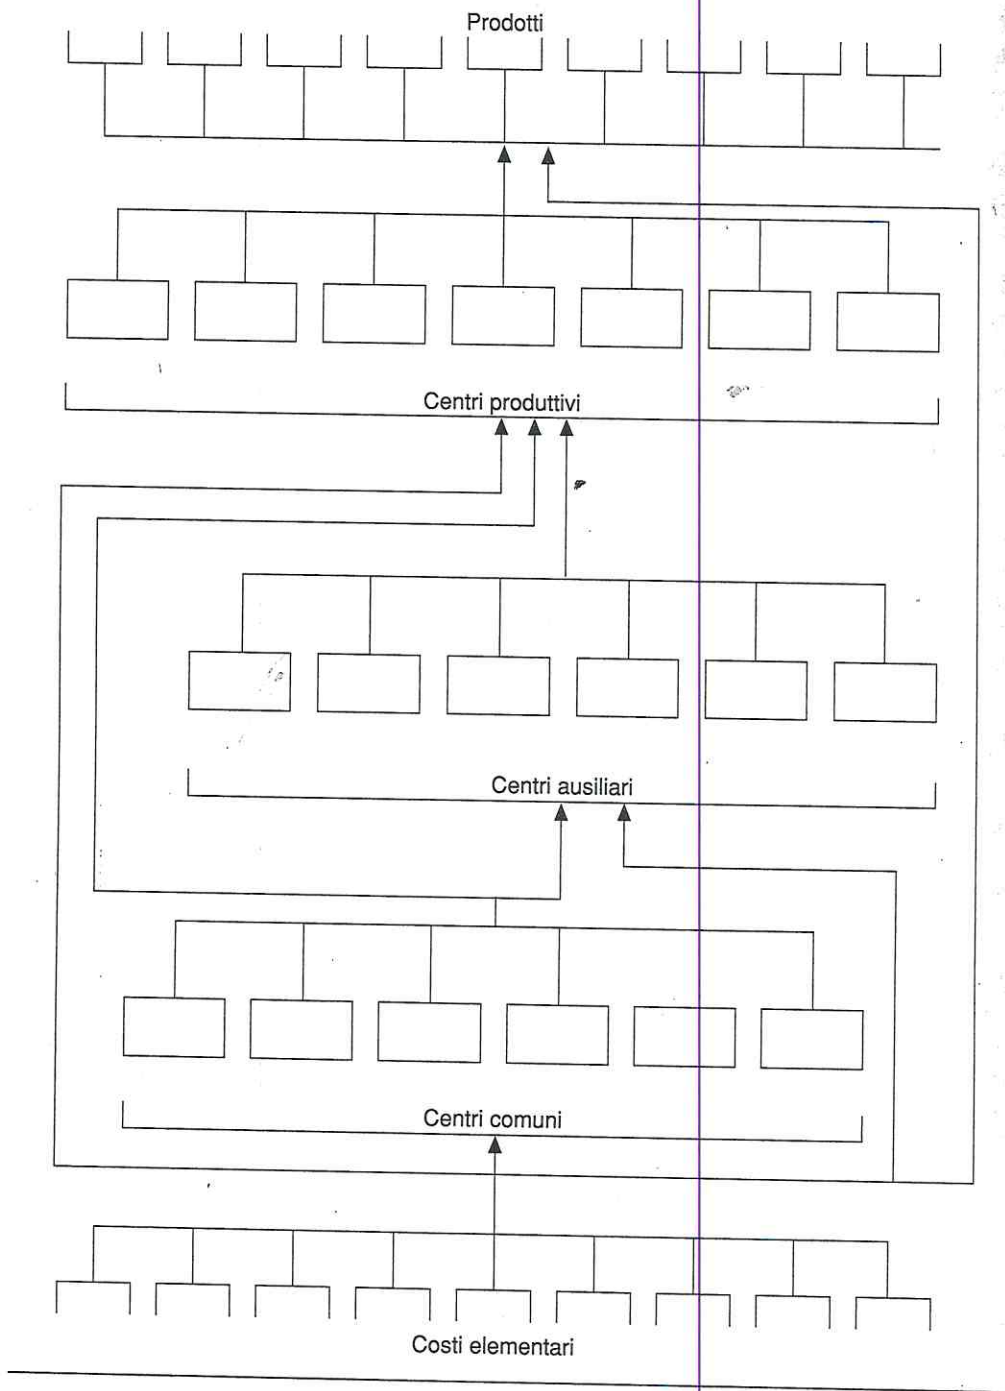 Prodotti
Centri produttivi
Centri ausiliari
Centri comuni
Costi elementari